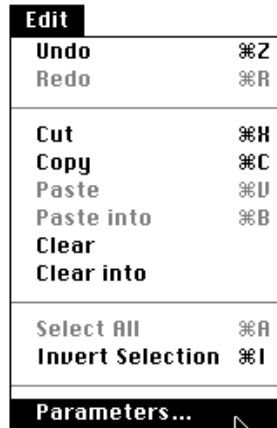 Edit
Undo ⌘Z
Redo ⌘R
Cut ⌘X
Copy ⌘C
Paste ⌘V
Paste into ⌘B
Clear
Clear into
Select All ⌘A
Invert Selection ⌘I
Parameters...